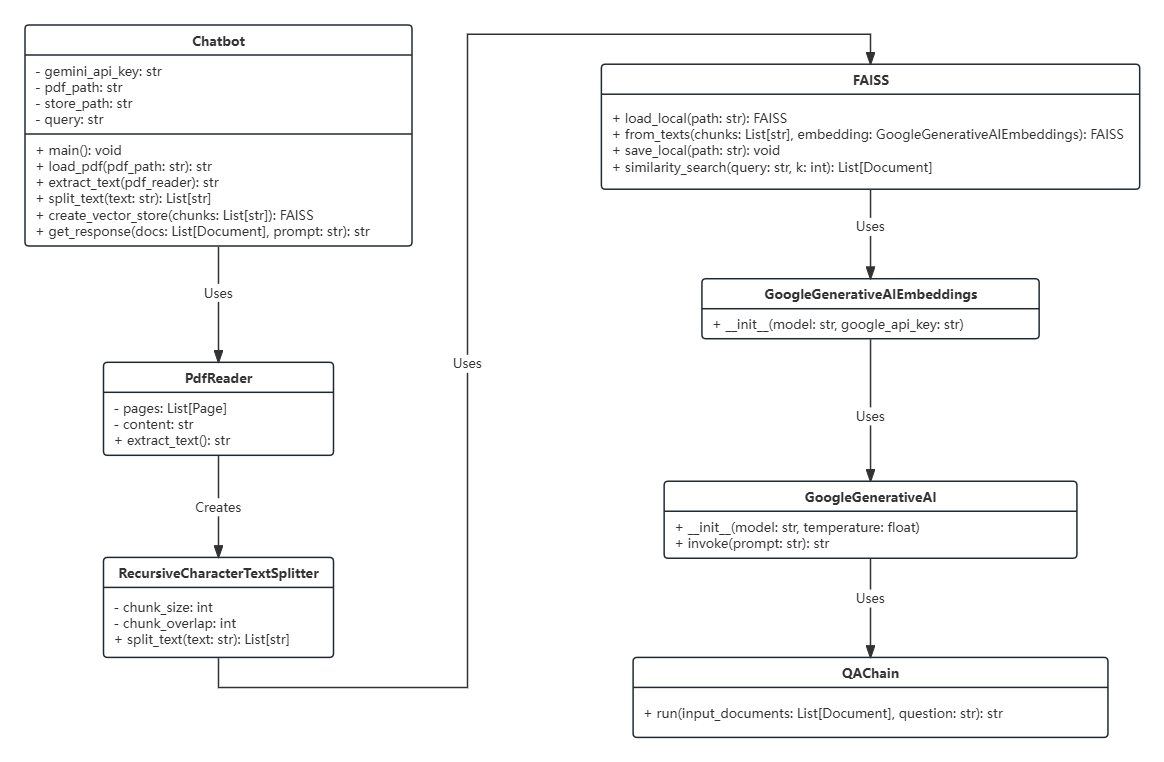 Chatbot
- gemini_api_key: str
- pdf_path: str
- store_path: str
- query: str
+ main(): void
+ load_pdf(pdf_path: str): str
+ extract_text(pdf_reader): str
+ split_text(text: str): List[str]
+ create_vector_store(chunks: List[str]): FAISS
+ get_response(docs: List[Document], prompt: str): str
Uses
PdfReader
- pages: List[Page]
- content: str
+ extract_text(): str
Creates
RecursiveCharacterTextSplitter
- chunk_size: int
- chunk_overlap: int
+ split_text(text: str): List[str]
Uses
FAISS
+ load_local(path: str): FAISS
+ from_texts(chunks: List[str], embedding: GoogleGenerativeAIEmbeddings): FAISS
+ save_local(path: str): void
+ similarity_search(query: str, k: int): List[Document]
Uses
GoogleGenerativeAIEmbeddings
+ __init__(model: str, google_api_key: str)
Uses
GoogleGenerativeAI
+ __init__(model: str, temperature: float)
+ invoke(prompt: str): str
Uses
QAChain
+ run(input_documents: List[Document], question: str): str